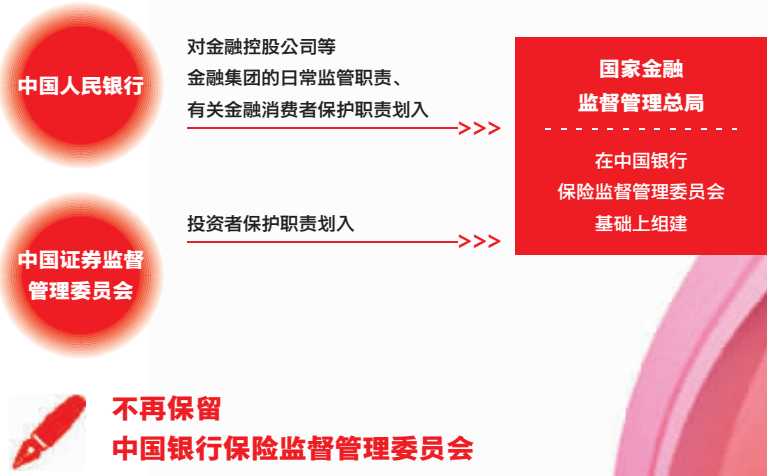 中国人民银行
对金融控股公司等
金融集团的日常监管职责、
有关金融消费者保护职责划入
>>>
国家金融
监督管理总局
在中国银行
保险监督管理委员会
基础上组建
中国证券监督
管理委员会
投资者保护职责划入
>>>
不再保留
中国银行保险监督管理委员会